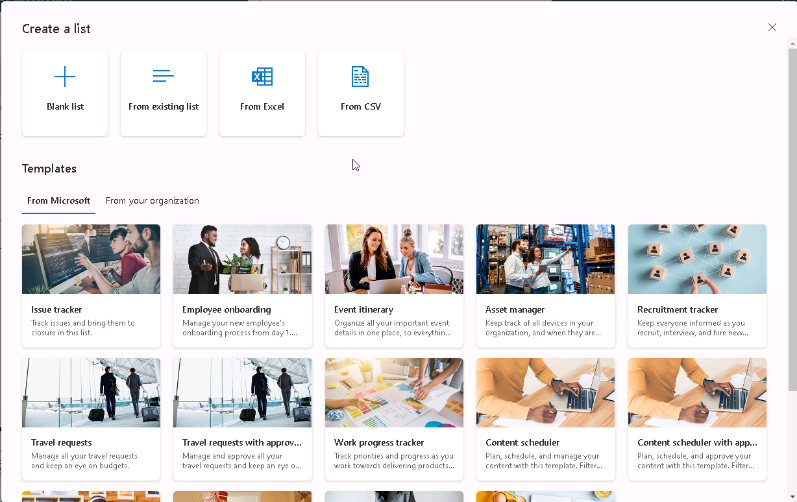 Create a list
Blank list
From existing list
From Excel
From CSV
Templates
From Microsoft
From your organization
Issue tracker
Track issues and bring them to
closure in this list.
Employee onboarding
Manage your new employee's
onboarding process from day 1....
Event itinerary
Organize all your important event
details in one place, so everythin...
Asset manager
Keep track of all devices in your
organization, and when they are...
Recruitment tracker
Keep everyone informed as you
recruit, interview, and hire new...
Travel requests
Manage all your travel requests
and keep an eye on budgets.
Travel requests with approv...
Manage and approve all your
travel requests and keep an eye o...
Work progress tracker
Track priorities and progress as you
work towards delivering products...
Content scheduler
Plan, schedule, and manage your
content with this template. Filter...
Content scheduler with app...
Plan, schedule, and approve your
content with this template. Filter...